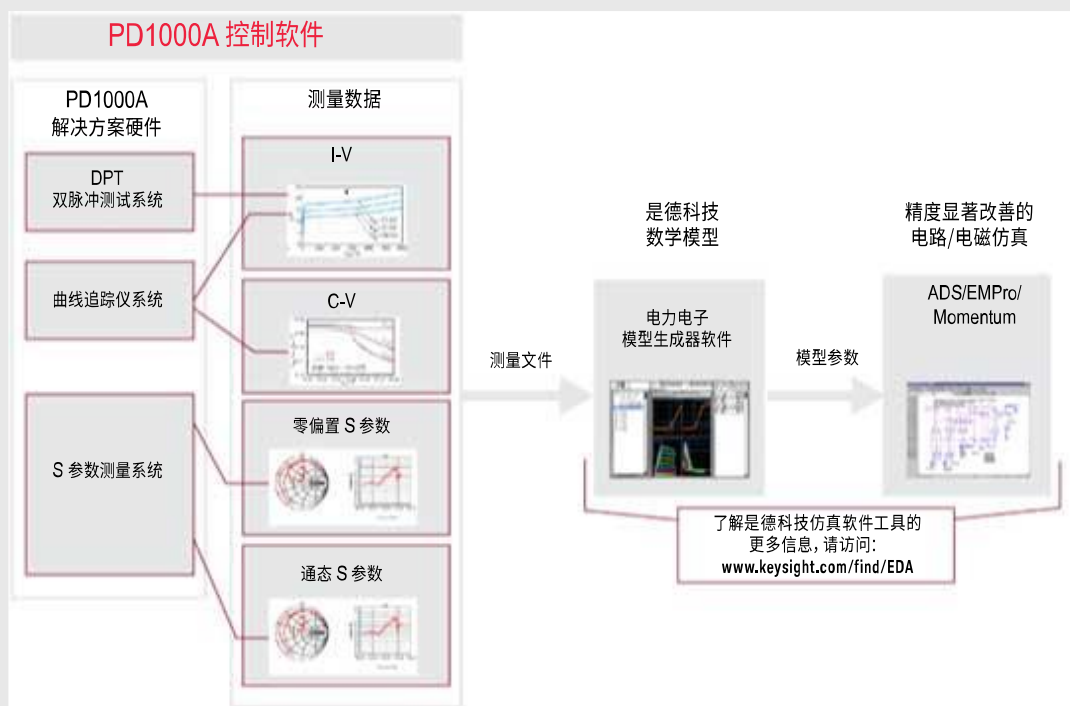 PD1000A 控制软件
PD1000A
解决方案硬件
DPT
双脉冲测试系统
曲线追踪仪系统
S 参数测量系统
测量数据
I-V
C-V
零偏置 S 参数
通态 S 参数
测量文件
是德科技
数学模型
电力电子
模型生成器软件
模型参数
精度显著改善的
电路/电磁仿真
ADS/EMPro/
Momentum
了解是德科技仿真软件工具的
更多信息, 请访问:
www.keysight.com/find/EDA